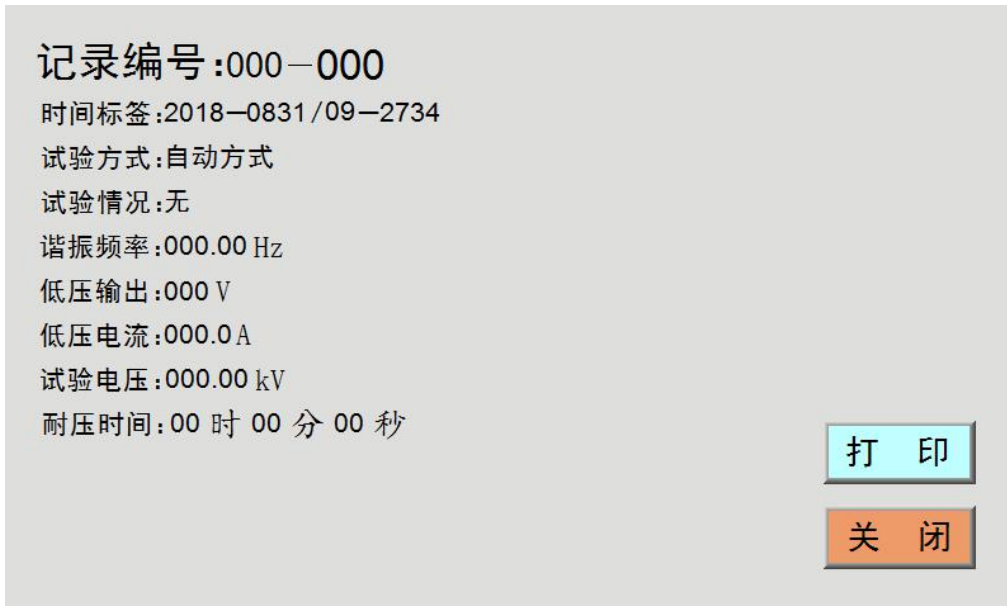 记录编号:000-000
时间标签:2018-0831/09-2734
试验方式:自动方式
试验情况:无
谐振频率:000.00 Hz
低压输出:000 V
低压电流:000.0 A
试验电压:000.00 kV
耐压时间:00 时 00 分 00 秒
打 印
关 闭